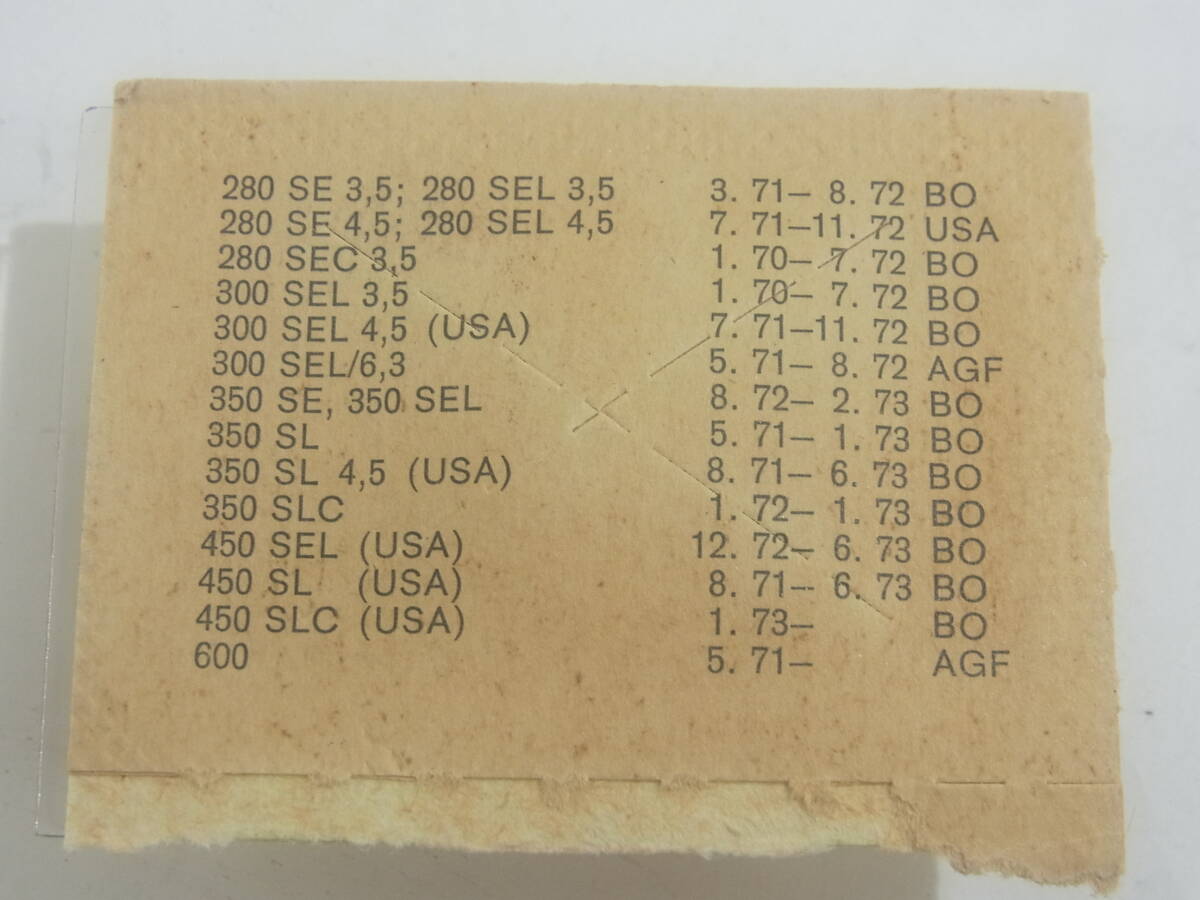 280 SE 3,5; 280 SEL 3,5 3. 71– 8. 72 BO
280 SE 4,5; 280 SEL 4,5 7. 71–11. 72 USA
280 SEC 3,5 1. 70– 7. 72 BO
300 SEL 3,5 1. 70– 7. 72 BO
300 SEL 4,5 (USA) 7. 71–11. 72 BO
300 SEL/6,3 5. 71– 8. 72 AGF
350 SE, 350 SEL 8. 72– 2. 73 BO
350 SL 5. 71– 1. 73 BO
350 SL 4,5 (USA) 8. 71– 6. 73 BO
350 SLC 1. 72– 1. 73 BO
450 SEL (USA) 12. 72– 6. 73 BO
450 SL (USA) 8. 71– 6. 73 BO
450 SLC (USA) 1. 73– BO
600 5. 71– AGF